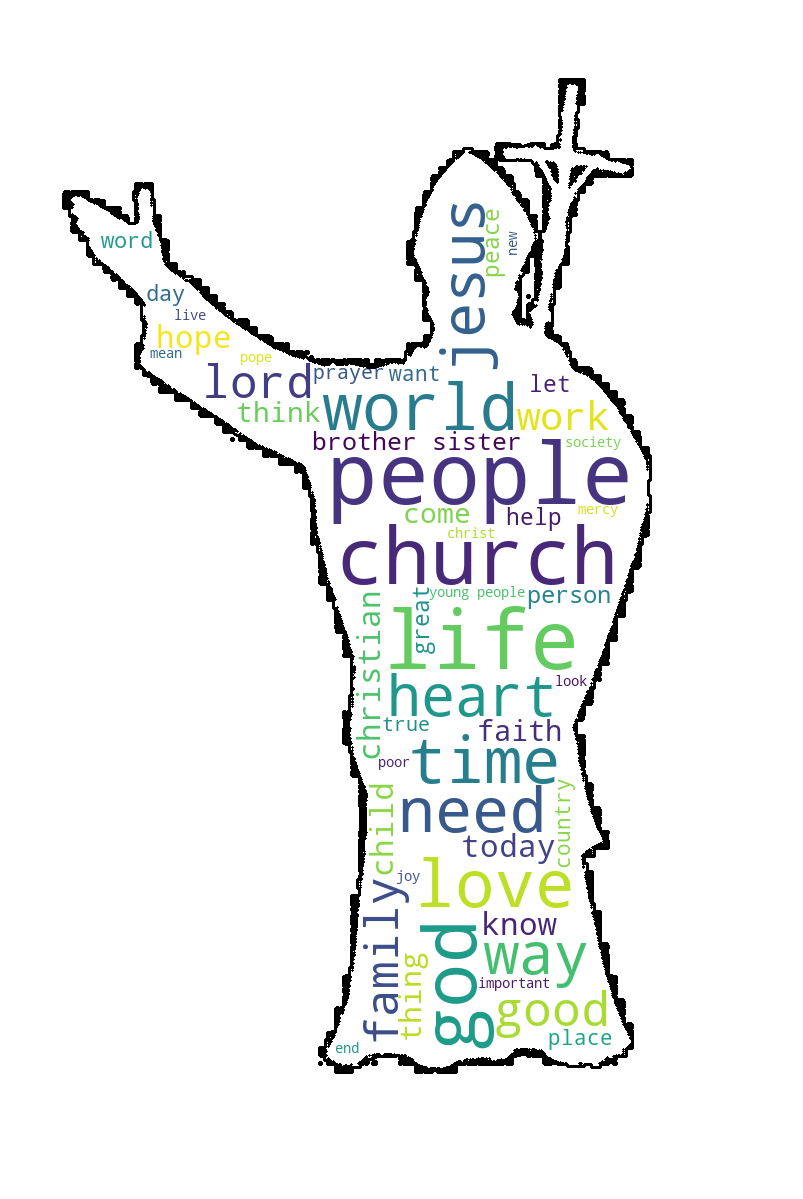 jesus
peace
new
word
day
live
hope
mean
pope
lord
prayer
want
let
think
world
work
brother sister
society
people
come
help
mercy
christ
church
young people
person
great
christian
life
heart
look
true
faith
poor
time
need
child
country
today
joy
love
family
know
god
way
thing
important
good
place
end